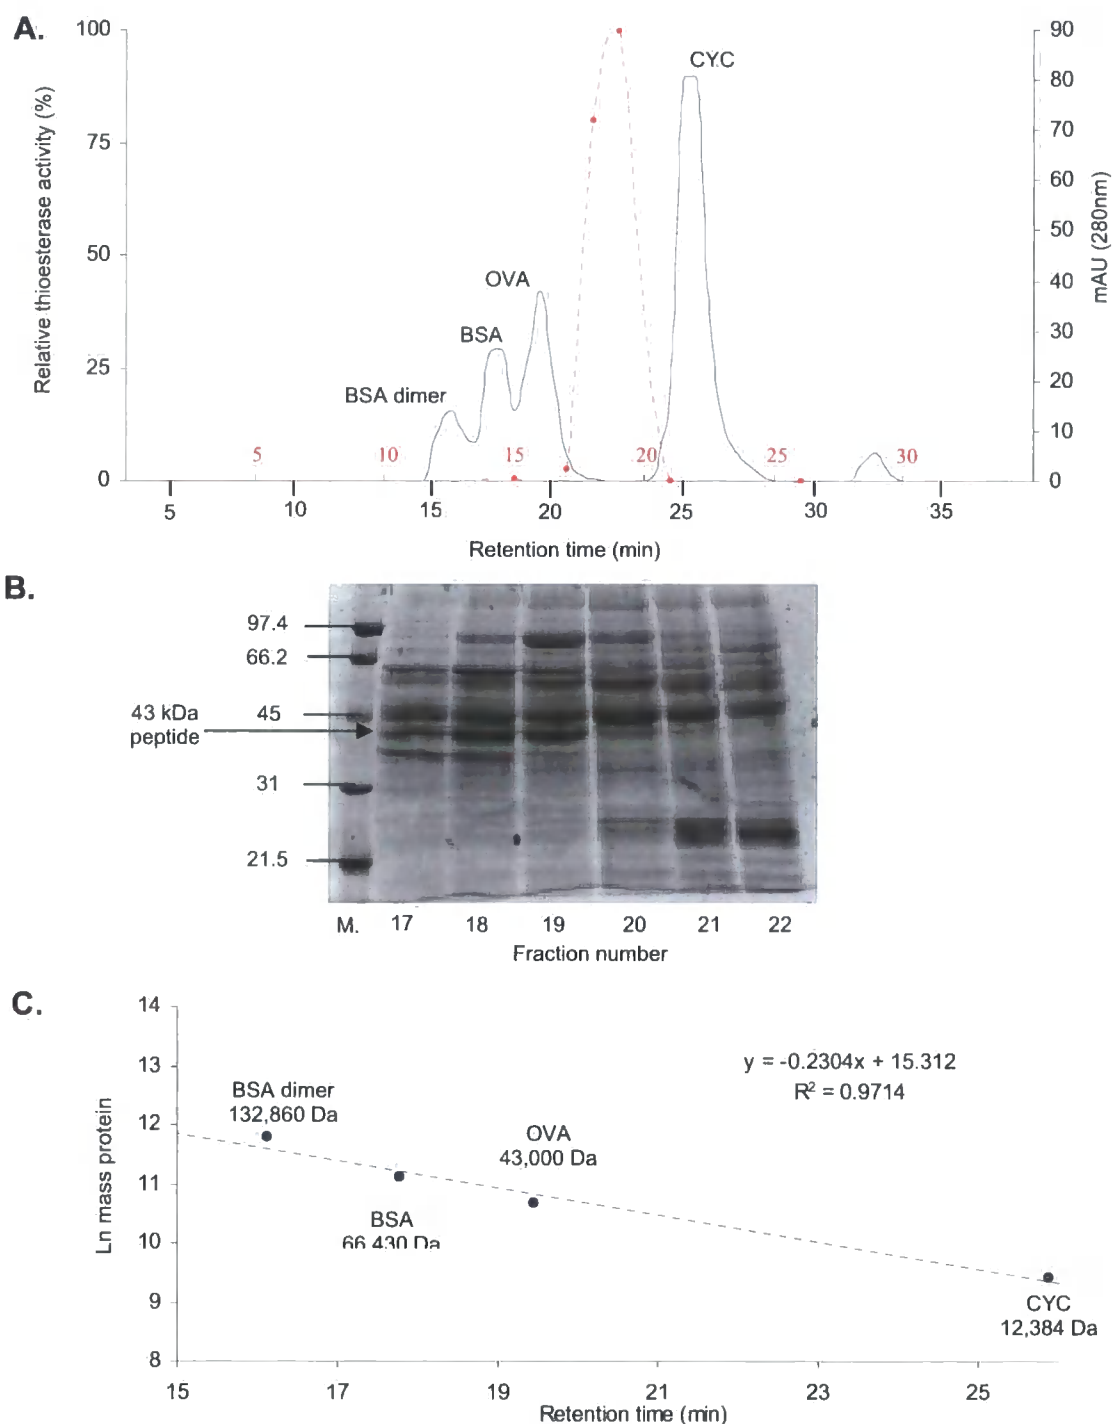 A.
Relative thioesterase activity (%)
100
75
50
25
0
BSA dimer
BSA
OVA
CYC
90
80
70
60
50
40
30
20
10
0
mAU (280nm)
5 10 15 20 25 30
5 10 15 20 25 30 35
Retention time (min)
B.
97.4
66.2
45
43 kDa
peptide
31
21.5
M. 17 18 19 20 21 22
Fraction number
C.
Ln mass protein
14
13
12
11
10
9
8
y = -0.2304x + 15.312
R² = 0.9714
BSA dimer
132,860 Da
OVA
43,000 Da
BSA
66,430 Da
CYC
12,384 Da
15 17 19 21 23 25
Retention time (min)